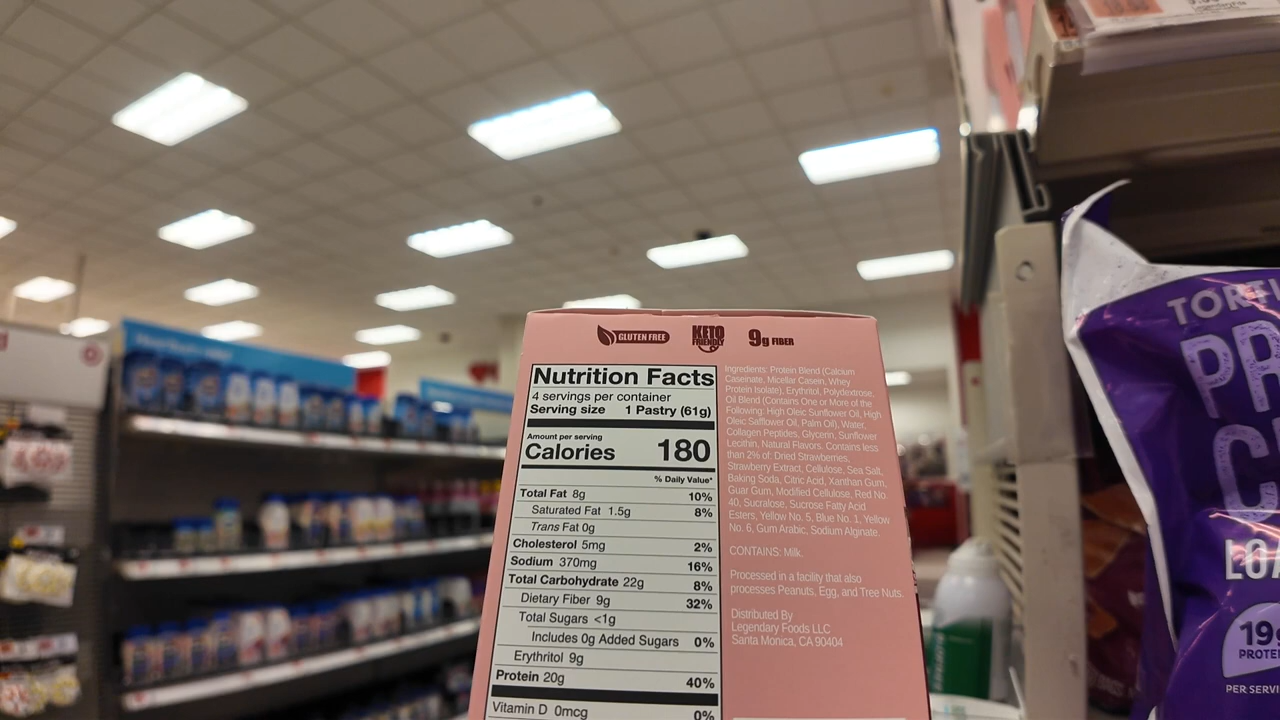 GLUTEN FREE
KETO
FRIENDLY
9g FIBER
Nutrition Facts
4 servings per container
Serving size 1 Pastry (61g)
Amount per serving
Calories 180
% Daily Value*
Total Fat 8g 10%
Saturated Fat 1.5g 8%
Trans Fat 0g
Cholesterol 5mg 2%
Sodium 370mg 16%
Total Carbohydrate 22g 8%
Dietary Fiber 9g 32%
Total Sugars <1g
Includes 0g Added Sugars 0%
Erythritol 9g
Protein 20g 40%
Vitamin D 0mcg 0%
Ingredients: Protein Blend (Calcium
Caseinate, Micellar Casein, Whey
Protein Isolate), Erythritol, Polydextrose,
Oil Blend (Contains One or More of the
Following: High Oleic Sunflower Oil, High
Oleic Safflower Oil, Palm Oil), Water,
Collagen Peptides, Glycerin, Sunflower
Lecithin, Natural Flavors. Contains less
than 2% of: Dried Strawberries,
Strawberry Extract, Cellulose, Sea Salt,
Baking Soda, Citric Acid, Xanthan Gum,
Guar Gum, Modified Cellulose, Red No.
40, Sucralose, Sucrose Fatty Acid
Esters, Yellow No. 5, Blue No. 1, Yellow
No. 6, Gum Arabic, Sodium Alginate.
CONTAINS: Milk.
Processed in a facility that also
processes Peanuts, Egg, and Tree Nuts.
Distributed By
Legendary Foods LLC
Santa Monica, CA 90404
TORTI
PR
C
LOA
19g
PROTE
PER SERVI